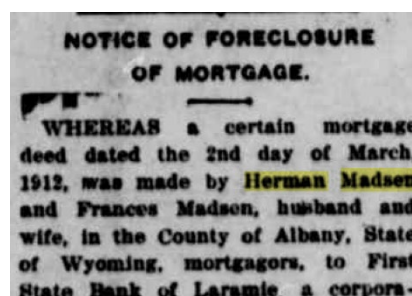 NOTICE OF FORECLOSURE
OF MORTGAGE.
WHEREAS a certain mortgage
deed dated the 2nd day of March,
1912, was made by Herman Madsen
and Frances Madson, husband and
wife, in the County of Albany, State
of Wyoming, mortgagors, to First
State Bank of Laramie a corpora-